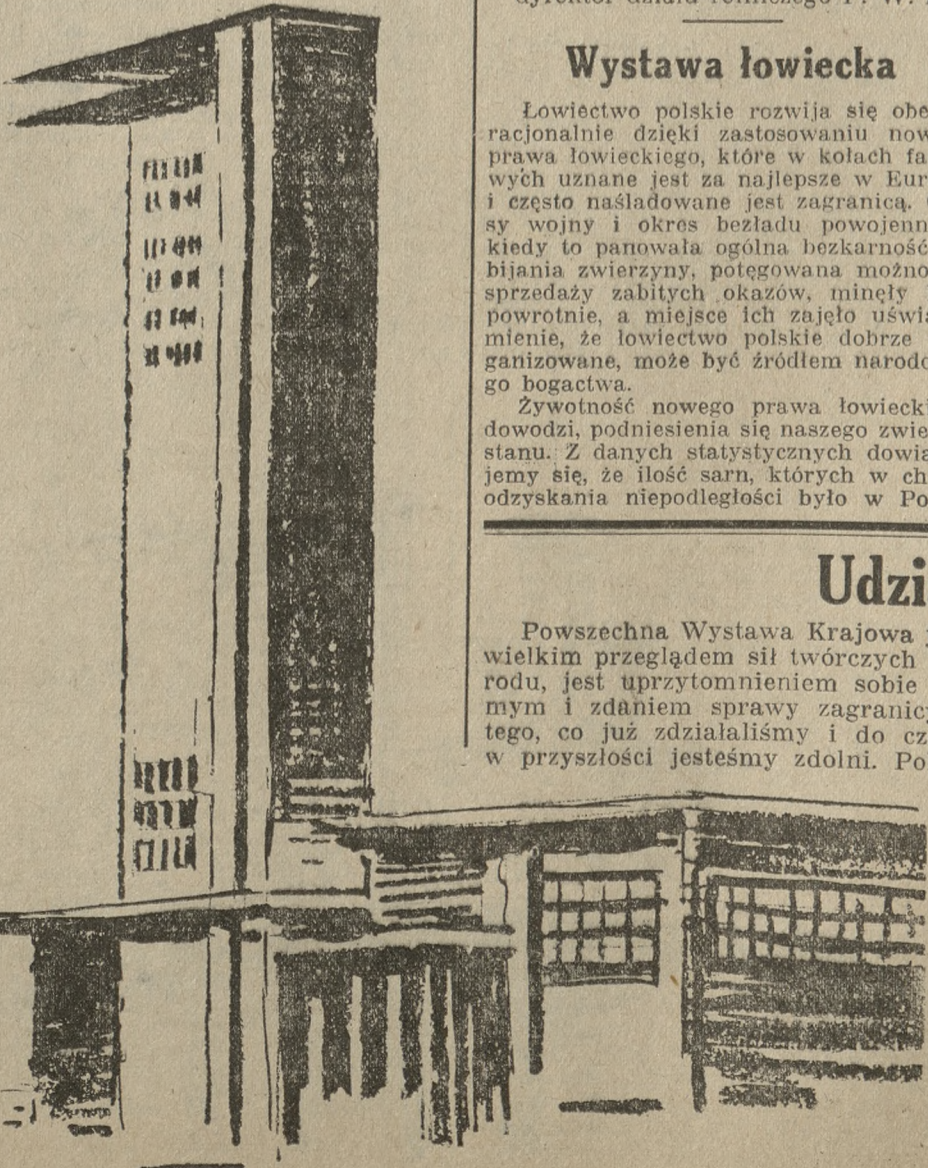 dyrektor działu rolniczego P. W.
Wystawa łowiecka
Łowiectwo polskie rozwija się obe
racjonalnie dzięki zastosowaniu now
prawa łowieckiego, które w kołach fa
wych uznane jest za najlepsze w Eur
i często naśladowane jest zagranicą.
sy wojny i okres bezładu powojenn
kiedy to panowała ogólna bezkarność
bijania zwierzyny, potęgowana możno
sprzedaży zabitych okazów, minęły
powrotnie, a miejsce ich zajęło uświa
mienie, że łowiectwo polskie dobrze
ganizowane, może być źródłem narodo
go bogactwa.
Żywotność nowego prawa łowiecki
dowodzi, podniesienia się naszego zwie
stanu. Z danych statystycznych dowia
jemy się, że ilość sarn, których w ch
odzyskania niepodległości było w Po
Udzi
Powszechna Wystawa Krajowa
wielkim przeglądem sił twórczych
rodu, jest uprzytomnieniem sobie
mym i zdaniem sprawy zagranicy
tego, co już zdziałaliśmy i do cz
w przyszłości jesteśmy zdolni. Po